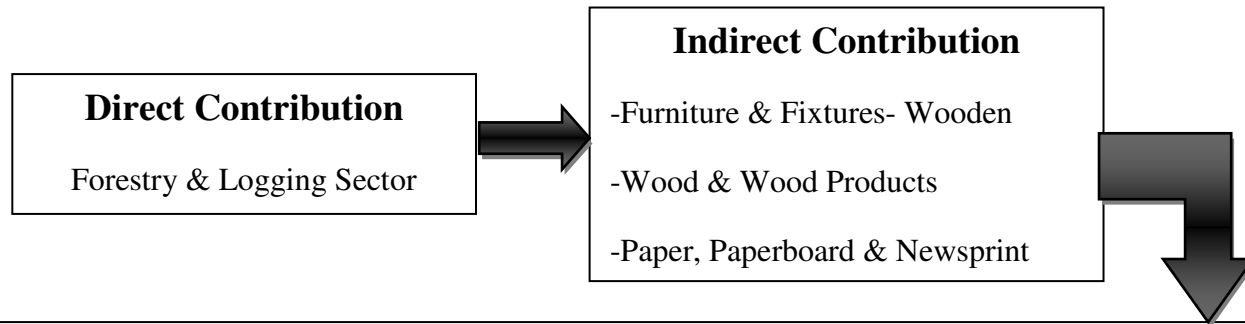 Direct Contribution
Forestry & Logging Sector
Indirect Contribution
-Furniture & Fixtures- Wooden
-Wood & Wood Products
-Paper, Paperboard & Newsprint